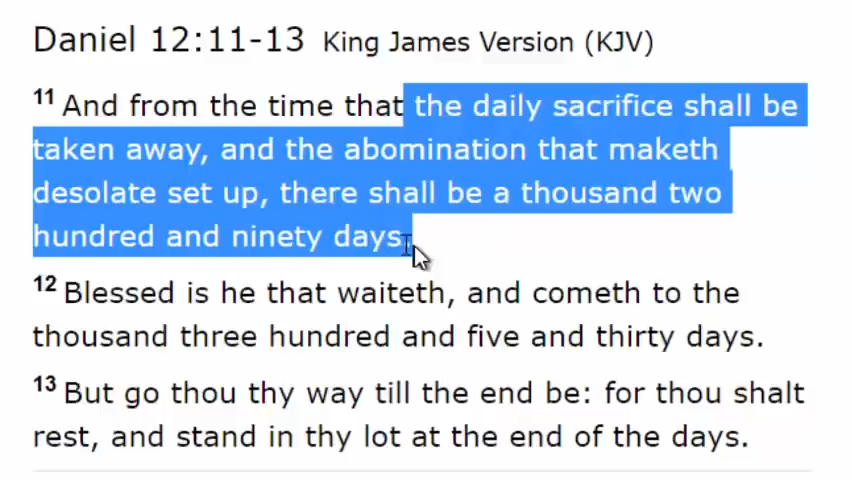 Daniel 12:11-13 King James Version (KJV)
11 And from the time that the daily sacrifice shall be
taken away, and the abomination that maketh
desolate set up, there shall be a thousand two
hundred and ninety days.
12 Blessed is he that waiteth, and cometh to the
thousand three hundred and five and thirty days.
13 But go thou thy way till the end be: for thou shalt
rest, and stand in thy lot at the end of the days.